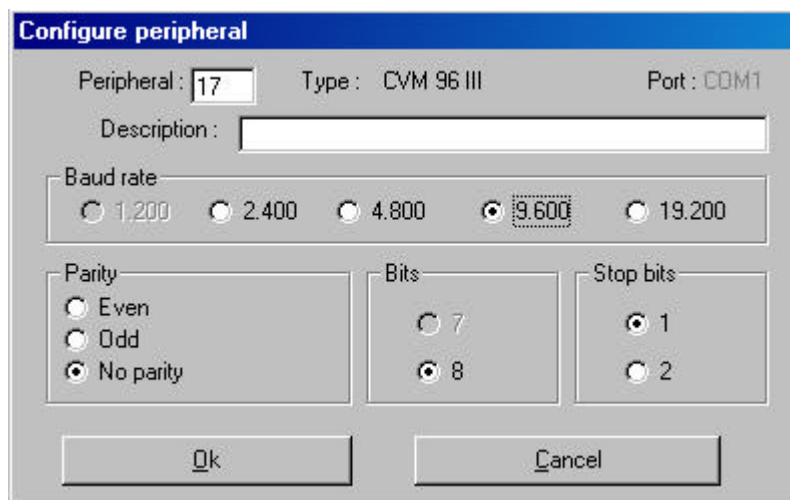 Configure peripheral
Peripheral : 17 Type : CVM 96 III Port : COM1
Description :
Baud rate
1.200 2.400 4.800 9.600 19.200
Parity Bits Stop bits
Even
Odd
No parity
7
8
1
2
Ok Cancel